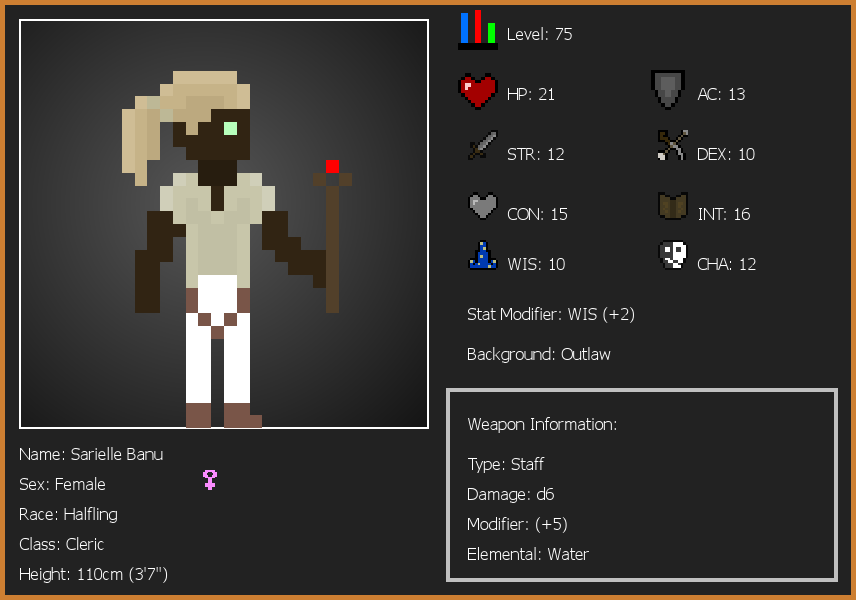 Level: 75
HP: 21
AC: 13
STR: 12
DEX: 10
CON: 15
INT: 16
WIS: 10
CHA: 12
Stat Modifier: WIS (+2)
Background: Outlaw
Weapon Information:
Type: Staff
Damage: d6
Modifier: (+5)
Elemental: Water
Name: Sarielle Banu
Sex: Female
Race: Halfling
Class: Cleric
Height: 110cm (3'7")